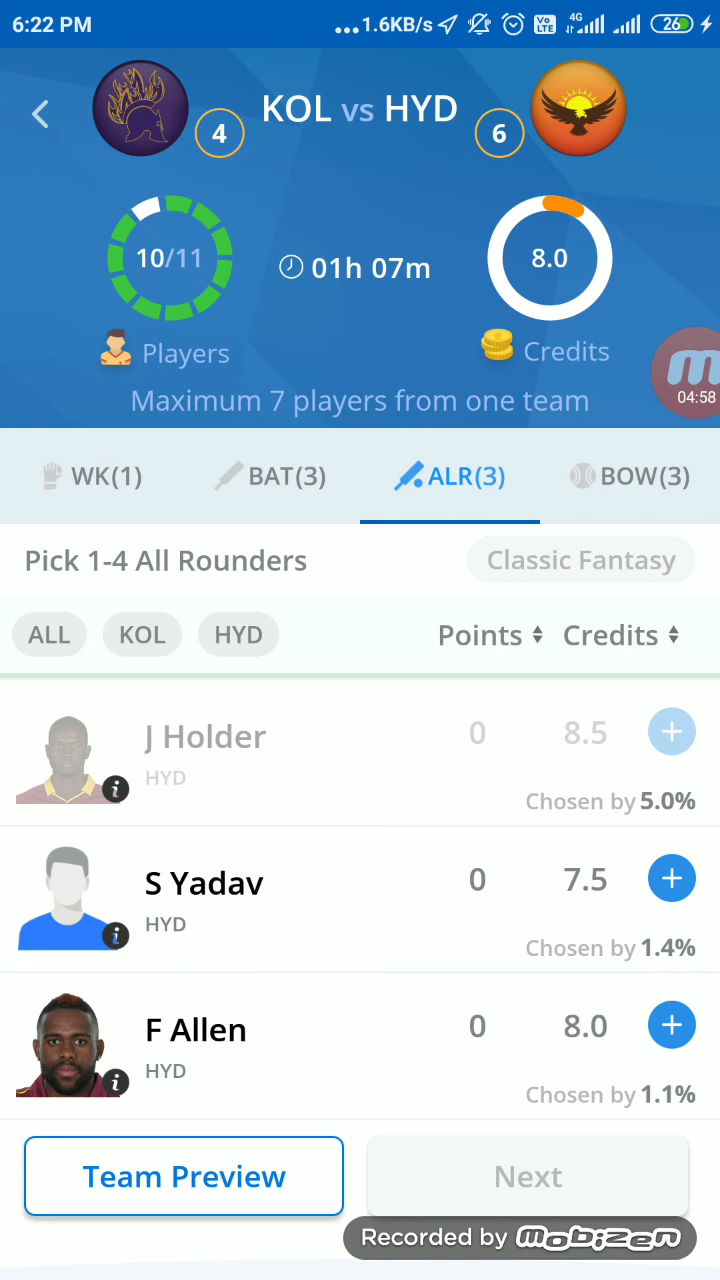 6:22 PM ...1.6KB/s 4G Vo LTE 26
KOL vs HYD
4 6
10/11 01h 07m 8.0
Players Credits
m
04:58
Maximum 7 players from one team
WK(1) BAT(3) ALR(3) BOW(3)
Pick 1-4 All Rounders Classic Fantasy
ALL KOL HYD Points Credits
J Holder 0 8.5
HYD
i
Chosen by 5.0%
S Yadav 0 7.5
HYD
i
Chosen by 1.4%
F Allen 0 8.0
HYD
i
Chosen by 1.1%
Team Preview Next
Recorded by mobizen